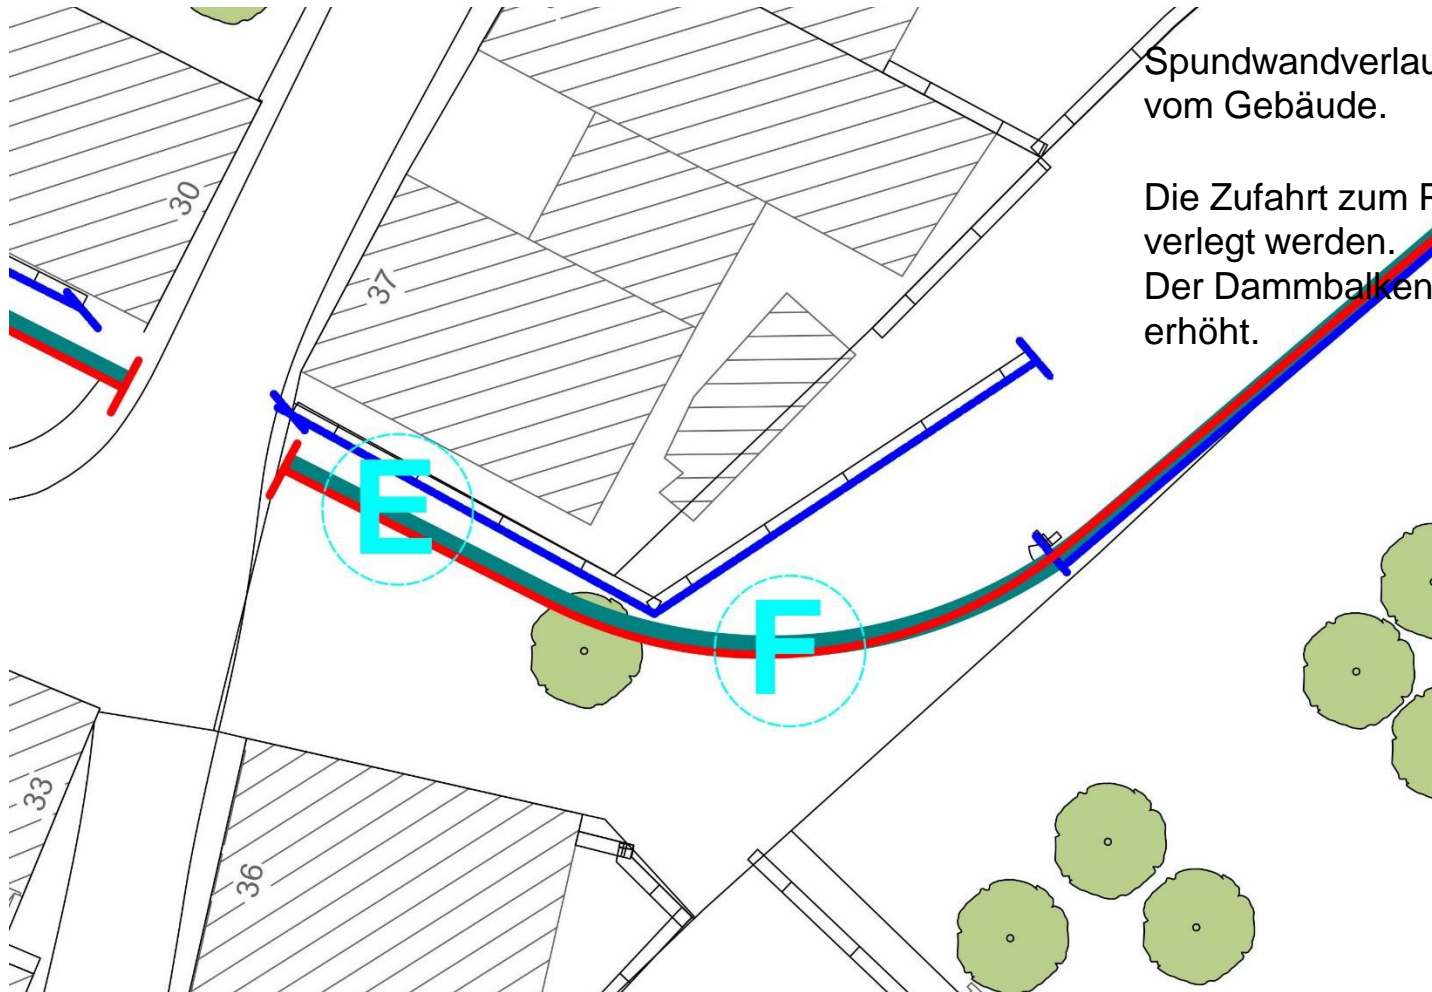 Spundwandverlau
vom Gebäude.
Die Zufahrt zum P
verlegt werden.
Der Dammbalken
erhöht.
30
37
E
F
33
36